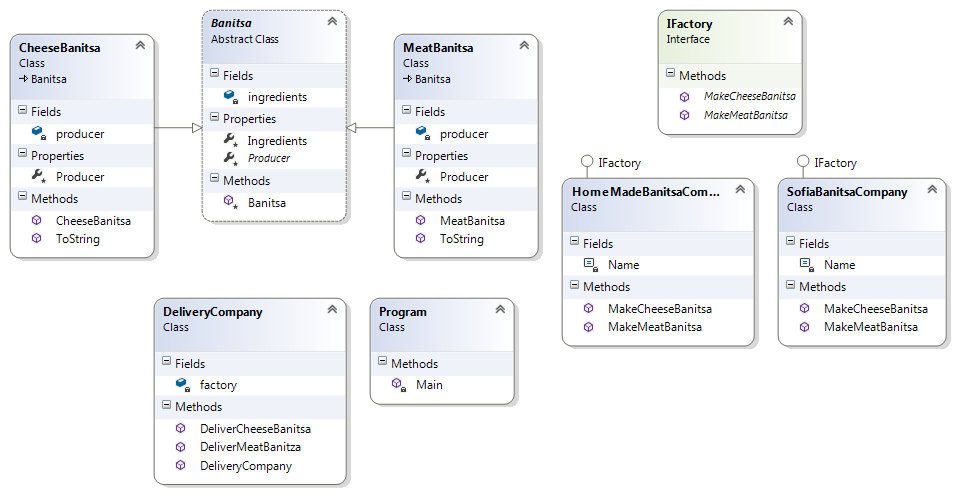 CheeseBanitsa
Class
Banitsa
Fields
producer
Properties
Producer
Methods
CheeseBanitsa
ToString
Banitsa
Abstract Class
Fields
ingredients
Properties
Ingredients
Producer
Methods
Banitsa
MeatBanitsa
Class
Banitsa
Fields
producer
Properties
Producer
Methods
MeatBanitsa
ToString
IFactory
Interface
Methods
MakeCheeseBanitsa
MakeMeatBanitsa
IFactory
HomeMadeBanitsaCom...
Class
Fields
Name
Methods
MakeCheeseBanitsa
MakeMeatBanitsa
IFactory
SofiaBanitsaCompany
Class
Fields
Name
Methods
MakeCheeseBanitsa
MakeMeatBanitsa
DeliveryCompany
Class
Fields
factory
Methods
DeliverCheeseBanitsa
DeliverMeatBanitza
DeliveryCompany
Program
Class
Methods
Main